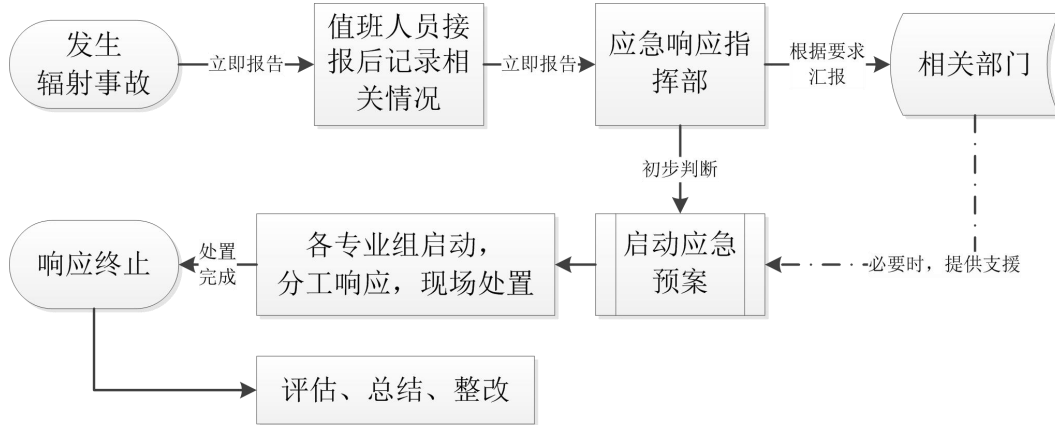 发生
辐射事故
立即报告
值班人员接
报后记录相
关情况
立即报告
应急响应指
挥部
根据要求
汇报
相关部门
初步判断
响应终止
处置
完成
各专业组启动，
分工响应，现场处置
启动应急
预案
必要时，提供支援
评估、总结、整改